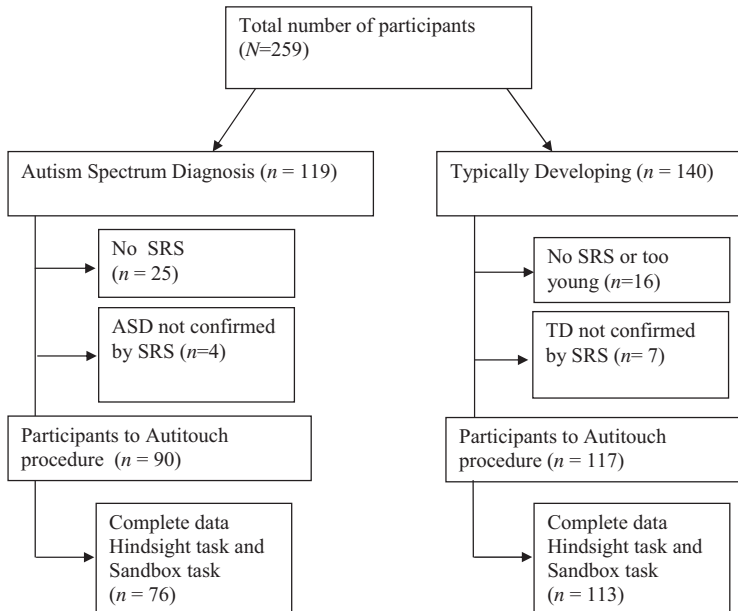 Total number of participants
(N=259)
Autism Spectrum Diagnosis (n = 119)
Typically Developing (n = 140)
No SRS
(n = 25)
No SRS or too
young (n=16)
ASD not confirmed
by SRS (n=4)
TD not confirmed
by SRS (n= 7)
Participants to Autitouch
procedure (n = 90)
Participants to Autitouch
procedure (n = 117)
Complete data
Hindsight task and
Sandbox task
(n = 76)
Complete data
Hindsight task and
Sandbox task
(n = 113)